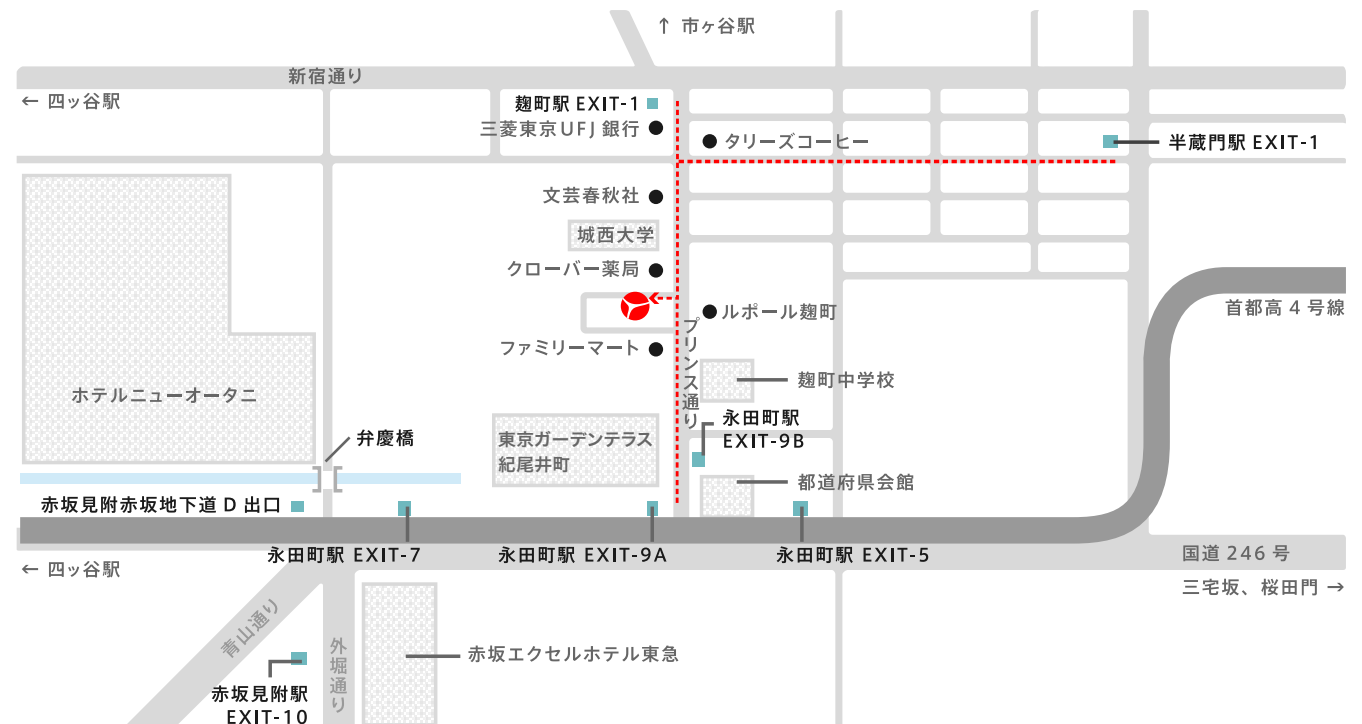 ↑ 市ヶ谷駅
新宿通り
← 四ッ谷駅
麹町駅 EXIT-1
三菱東京UFJ 銀行
タリーズコーヒー
半蔵門駅 EXIT-1
文芸春秋社
城西大学
クローバー薬局
ルポール麹町
首都高 4 号線
プリンス通り
ファミリーマート
麹町中学校
ホテルニューオータニ
永田町駅
EXIT-9B
弁慶橋
東京ガーデンテラス
紀尾井町
都道府県会館
赤坂見附赤坂地下道 D 出口
永田町駅 EXIT-7
永田町駅 EXIT-9A
永田町駅 EXIT-5
国道 246 号
← 四ッ谷駅
三宅坂、桜田門 →
青山通り
外堀通り
赤坂エクセルホテル東急
赤坂見附駅
EXIT-10